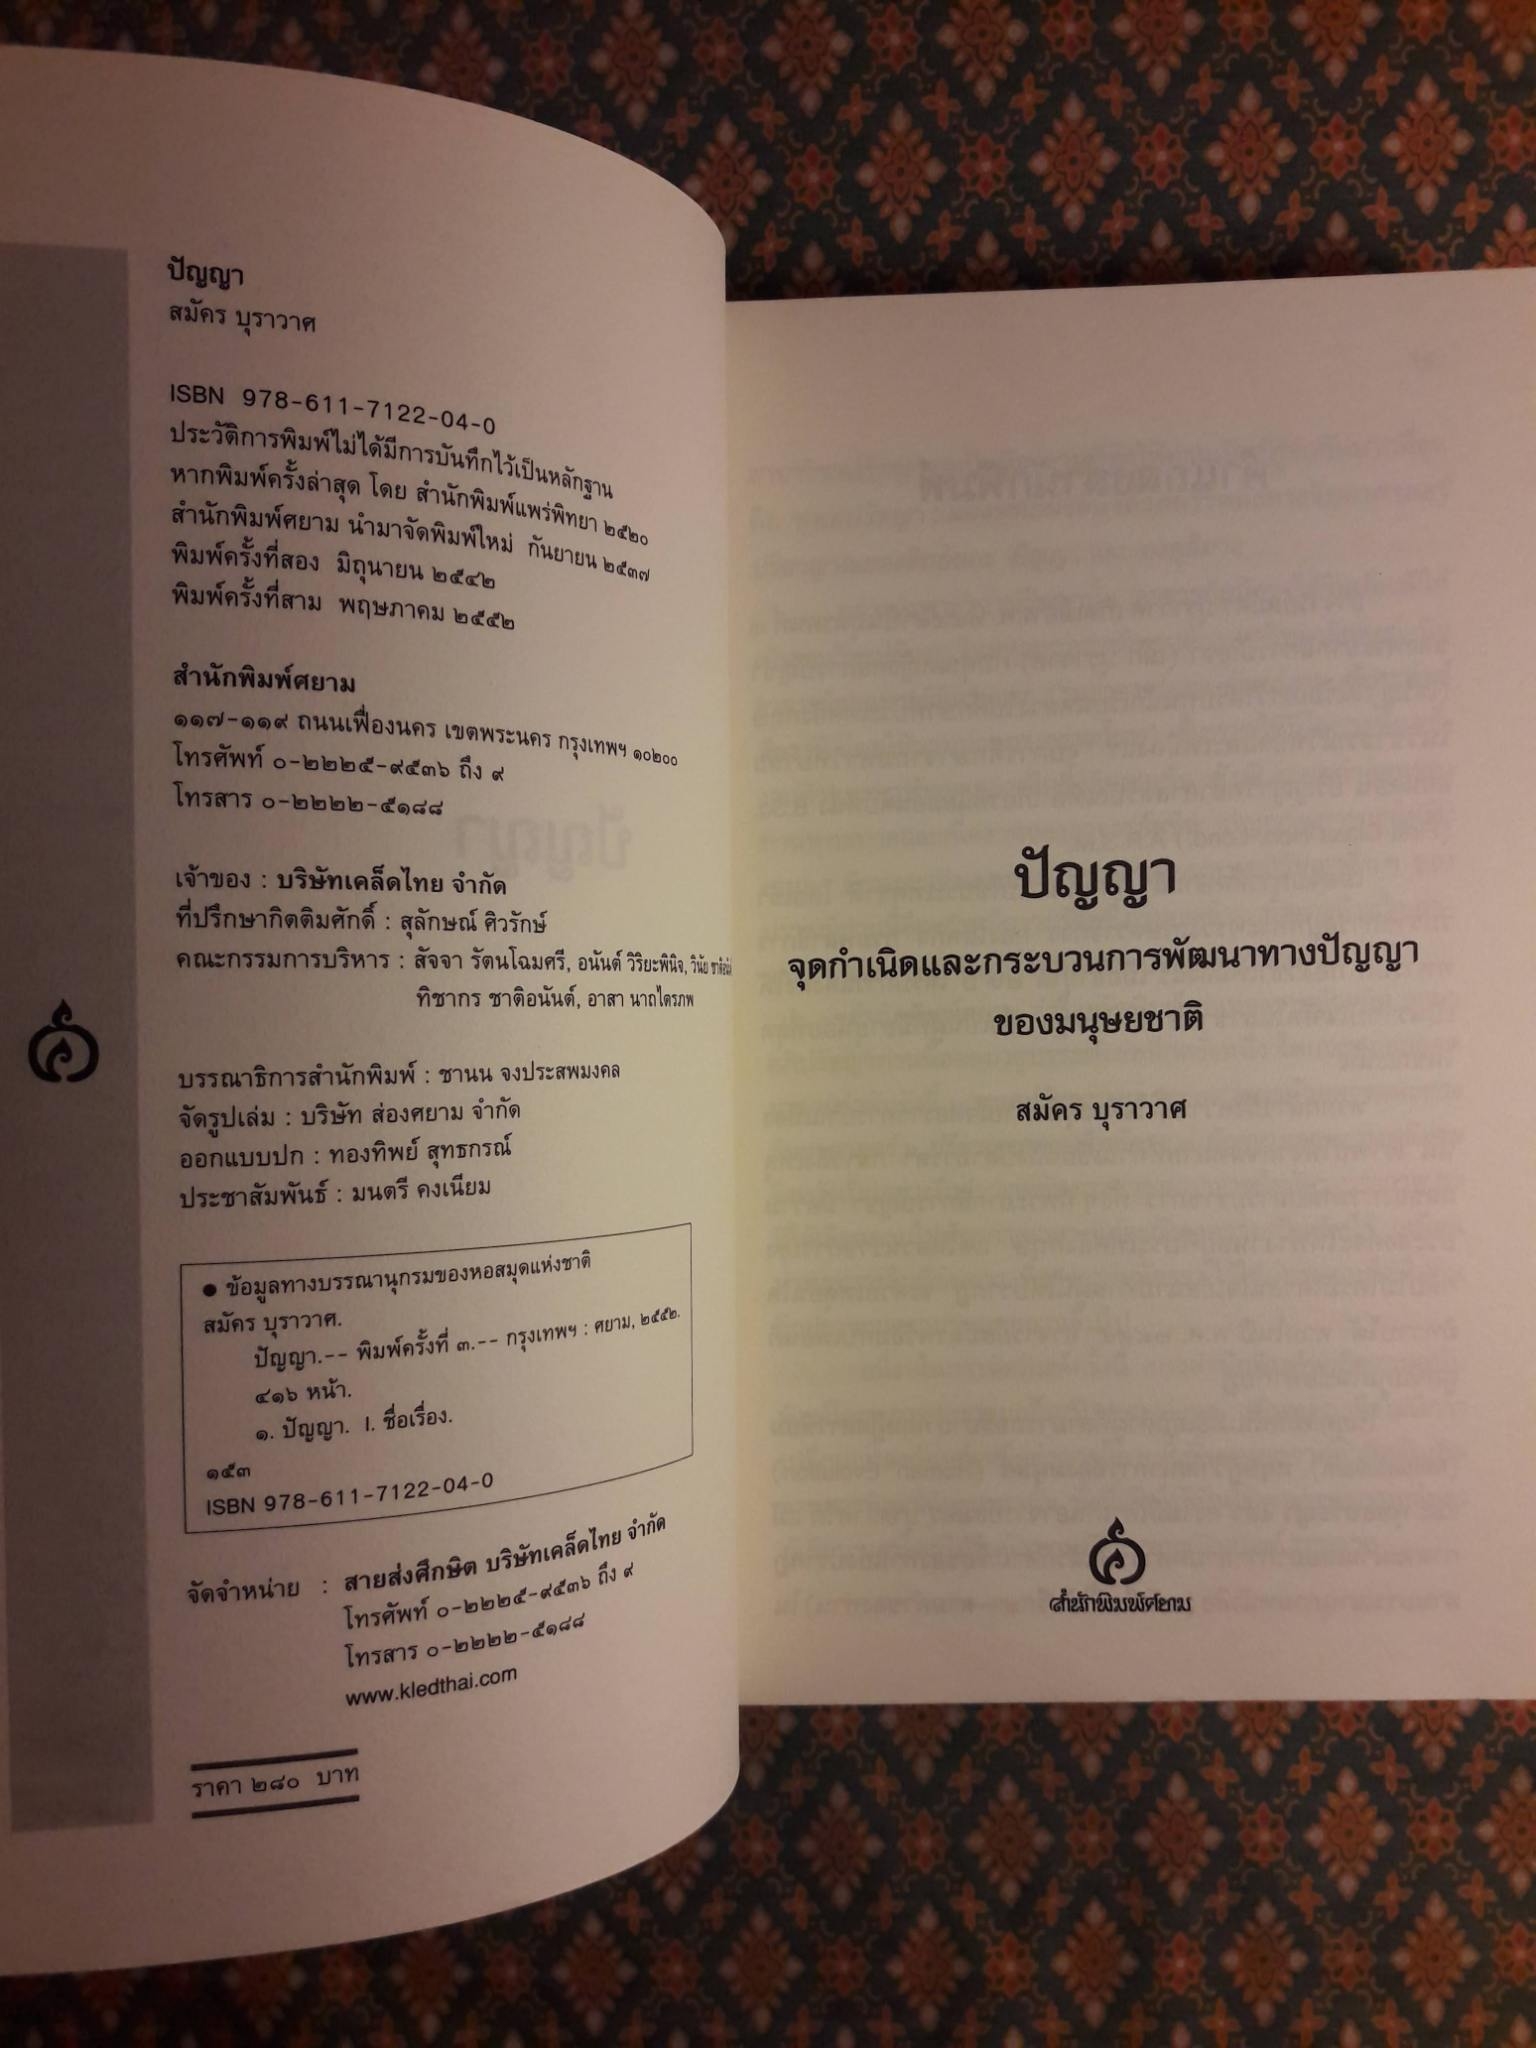 ปัญญา
สมัคร บุราวาศ
ISBN 978-611-7122-04-0
ประวัติการพิมพ์ไม่ได้มีการบันทึกไว้เป็นหลักฐาน
หากพิมพ์ครั้งล่าสุด โดย สำนักพิมพ์แพร่พิทยา ๒๕๒๐
สำนักพิมพ์ศยาม นำมาจัดพิมพ์ใหม่ กันยายน ๒๕๓๗
พิมพ์ครั้งที่สอง มิถุนายน ๒๕๔๒
พิมพ์ครั้งที่สาม พฤษภาคม ๒๕๕๒
สำนักพิมพ์ศยาม
๑๑๗-๑๑๙ ถนนเฟื่องนคร เขตพระนคร กรุงเทพฯ ๑๐๒๐๐
โทรศัพท์ ๐-๒๒๒๕-๙๕๓๖ ถึง ๙
โทรสาร ๐-๒๒๒๒-๕๑๘๘
เจ้าของ : บริษัทเคล็ดไทย จำกัด
ที่ปรึกษากิตติมศักดิ์ : สุลักษณ์ ศิวรักษ์
คณะกรรมการบริหาร : สัจจา รัตนโฉมศรี, อนันต์ วิริยะพินิจ, วินัย
ทิชากร ชาติอนันต์, อาสา นาถไตรภพ
บรรณาธิการสำนักพิมพ์ : ชานน จงประสพมงคล
จัดรูปเล่ม : บริษัท ส่องศยาม จำกัด
ออกแบบปก : ทองทิพย์ สุทธกรณ์
ประชาสัมพันธ์ : มนตรี คงเนียม
● ข้อมูลทางบรรณานุกรมของหอสมุดแห่งชาติ
สมัคร บุราวาศ.
ปัญญา.-- พิมพ์ครั้งที่ ๓.-- กรุงเทพฯ : ศยาม, ๒๕๕๒.
๔๑๖ หน้า.
๑. ปัญญา. I. ชื่อเรื่อง.
๑๕๓
ISBN 978-611-7122-04-0
จัดจำหน่าย : สายส่งศึกษิต บริษัทเคล็ดไทย จำกัด
โทรศัพท์ ๐-๒๒๒๕-๙๕๓๖ ถึง ๙
โทรสาร ๐-๒๒๒๒-๕๑๘๘
www.kledthai.com
ราคา ๒๘๐ บาท
ปัญญา
จุดกำเนิดและกระบวนการพัฒนาทางปัญญา
ของมนุษยชาติ
สมัคร บุราวาศ
สำนักพิมพ์ศยาม